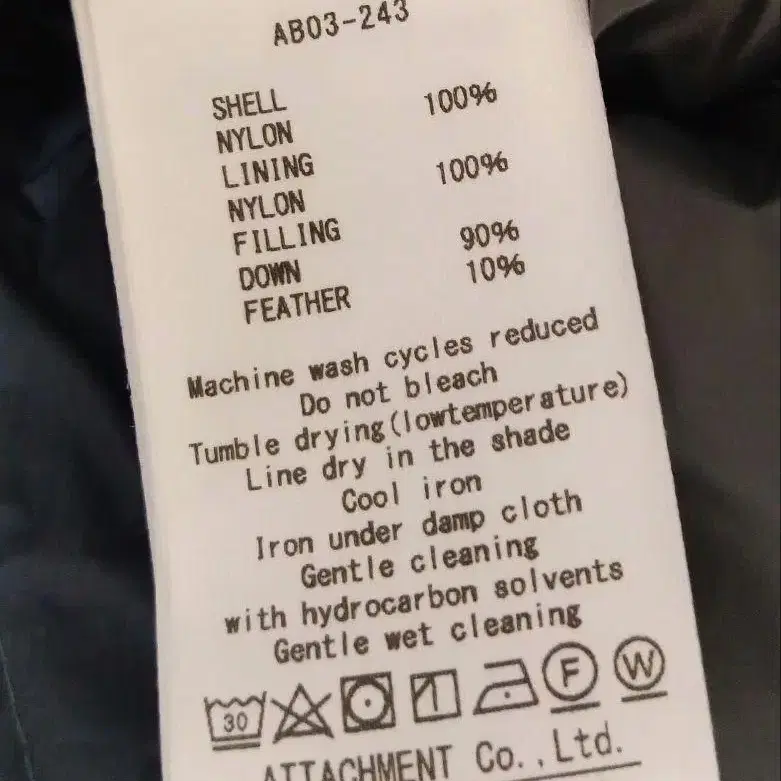 AB03-243
SHELL
NYLON 100%
LINING
NYLON 100%
FILLING
DOWN 90%
FEATHER 10%
Machine wash cycles reduced
Do not bleach
Tumble drying(lowtemperature)
Line dry in the shade
Cool iron
Iron under damp cloth
Gentle cleaning
with hydrocarbon solvents
Gentle wet cleaning
30 F W
ATTACHMENT Co.,Ltd.